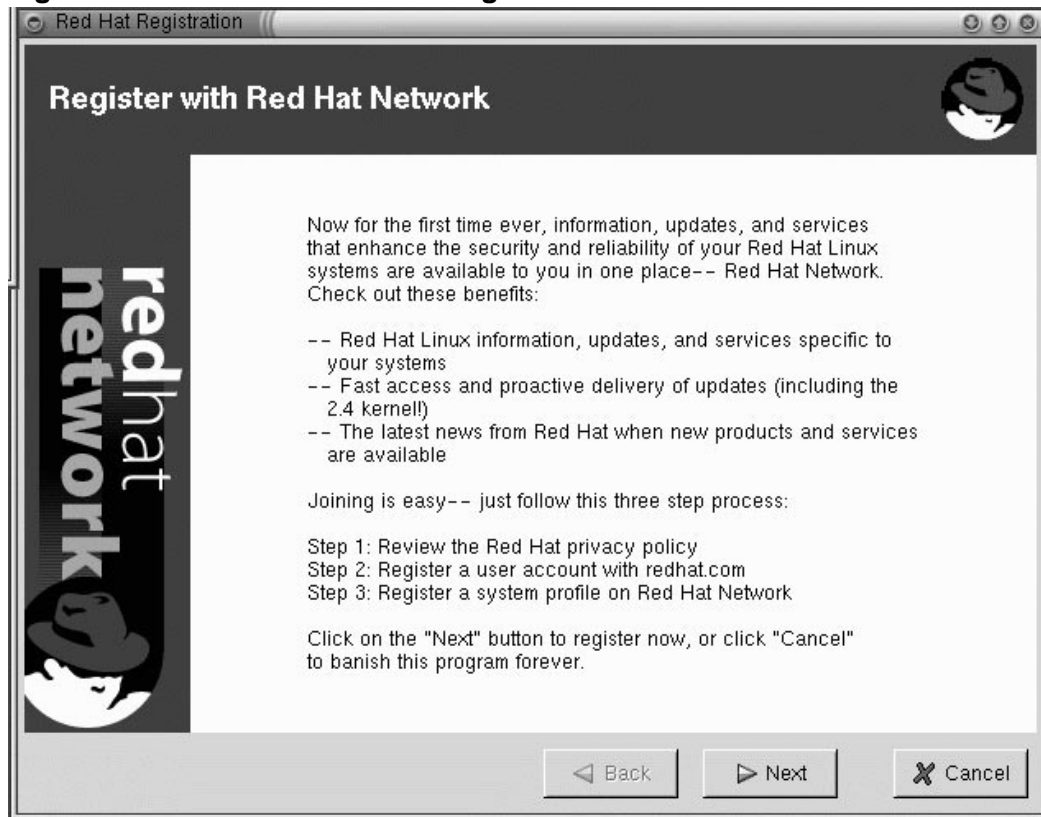 Red Hat Registration
Register with Red Hat Network
redhat
network
Now for the first time ever, information, updates, and services
that enhance the security and reliability of your Red Hat Linux
systems are available to you in one place-- Red Hat Network.
Check out these benefits:
-- Red Hat Linux information, updates, and services specific to
your systems
-- Fast access and proactive delivery of updates (including the
2.4 kernel!)
-- The latest news from Red Hat when new products and services
are available
Joining is easy-- just follow this three step process:
Step 1: Review the Red Hat privacy policy
Step 2: Register a user account with redhat.com
Step 3: Register a system profile on Red Hat Network
Click on the "Next" button to register now, or click "Cancel"
to banish this program forever.
Back
Next
Cancel